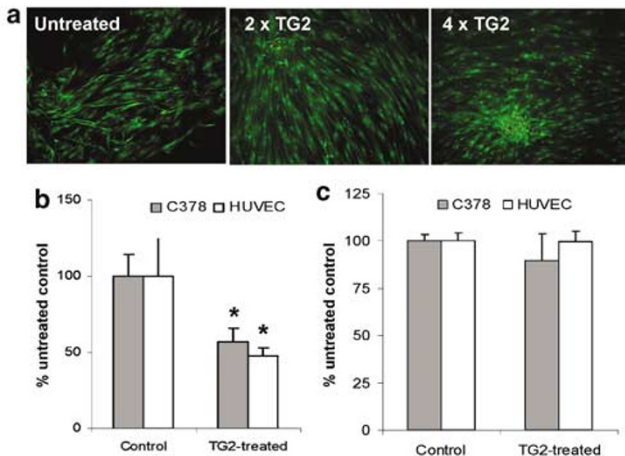 a
Untreated
2 x TG2
4 x TG2
b
C378 HUVEC
% untreated control
150
100
50
0
* *
Control TG2-treated
c
C378 HUVEC
% untreated control
125
100
75
50
25
0
Control TG2-treated